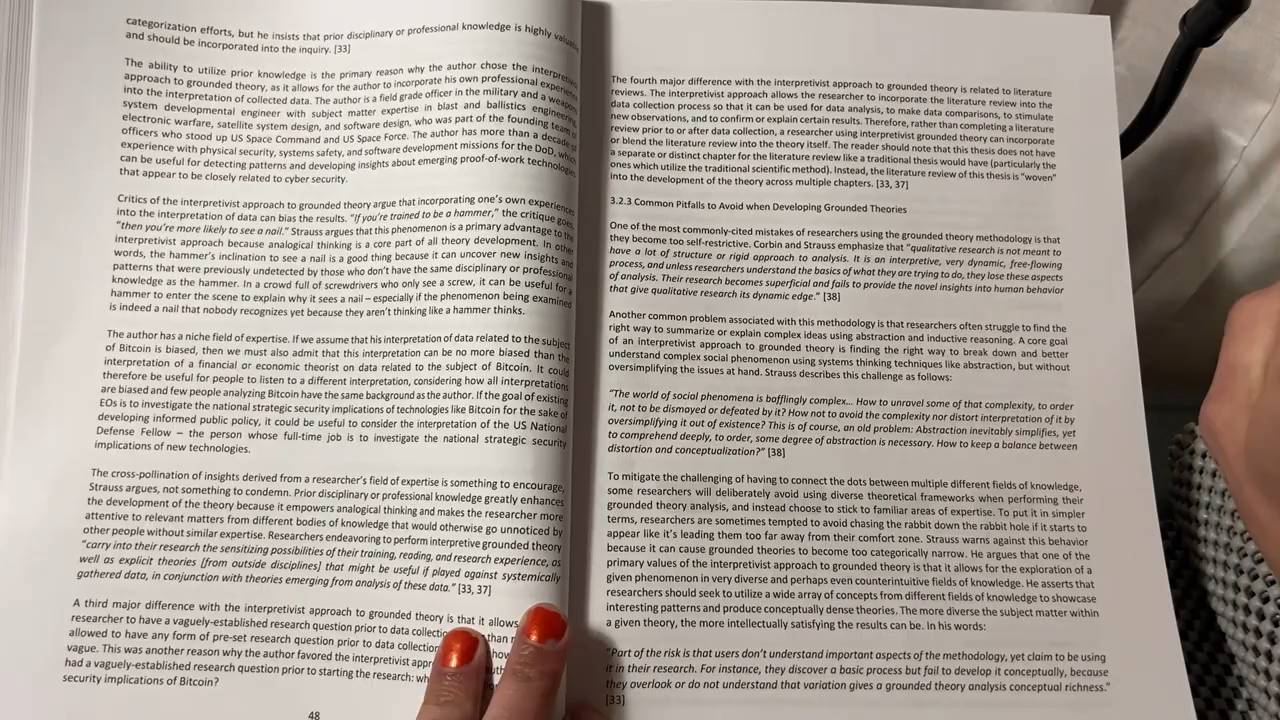 categorization efforts, but he insists that prior disciplinary or professional knowledge is highly
and should be incorporated into the inquiry. [33]
The ability to utilize prior knowledge is the primary reason why the author chose the interpretivist
approach to grounded theory, as it allows for the author to incorporate his own professional experience
into the interpretation of collected data. The author is a field grade officer in the military and a weapons
system developmental engineer with subject matter expertise in blast and ballistics engineering,
electronic warfare, satellite system design, and software design, who was part of the founding team of
officers who stood up US Space Command and US Space Force. The author has more than a decade of
experience with physical security, systems safety, and software development missions for the DoD, which
can be useful for detecting patterns and developing insights about emerging proof-of-work technologies
that appear to be closely related to cyber security.
Critics of the interpretivist approach to grounded theory argue that incorporating one's own experiences
into the interpretation of data can bias the results. "If you're trained to be a hammer," the critique goes,
"then you're more likely to see a nail." Strauss argues that this phenomenon is a primary advantage to the
interpretivist approach because analogical thinking is a core part of all theory development. In other
words, the hammer's inclination to see a nail is a good thing because it can uncover new insights and
patterns that were previously undetected by those who don't have the same disciplinary or professional
knowledge as the hammer. In a crowd full of screwdrivers who only see a screw, it can be useful for a
hammer to enter the scene to explain why it sees a nail – especially if the phenomenon being examined
is indeed a nail that nobody recognizes yet because they aren't thinking like a hammer thinks.
The author has a niche field of expertise. If we assume that his interpretation of data related to the subject
of Bitcoin is biased, then we must also admit that this interpretation can be no more biased than the
interpretation of a financial or economic theorist on data related to the subject of Bitcoin. It could
therefore be useful for people to listen to a different interpretation, considering how all interpretations
are biased and few people analyzing Bitcoin have the same background as the author. If the goal of existing
EOs is to investigate the national strategic security implications of technologies like Bitcoin for the sake of
developing informed public policy, it could be useful to consider the interpretation of the US National
Defense Fellow – the person whose full-time job is to investigate the national strategic security
implications of new technologies.
The cross-pollination of insights derived from a researcher's field of expertise is something to encourage,
Strauss argues, not something to condemn. Prior disciplinary or professional knowledge greatly enhances
the development of the theory because it empowers analogical thinking and makes the researcher more
attentive to relevant matters from different bodies of knowledge that would otherwise go unnoticed by
other people without similar expertise. Researchers endeavoring to perform interpretive grounded theory
"carry into their research the sensitizing possibilities of their training, reading, and research experience, as
well as explicit theories [from outside disciplines] that might be useful if played against systemically
gathered data, in conjunction with theories emerging from analysis of these data." [33, 37]
A third major difference with the interpretivist approach to grounded theory is that it allows
researcher to have a vaguely-established research question prior to data than
allowed to have any form of pre-set research question prior to data
vague. This was another reason why the author favored the interpretivist
had a vaguely-established research question prior to starting the research:
security implications of Bitcoin?
48
The fourth major difference with the interpretivist approach to grounded theory is related to literature
reviews. The interpretivist approach allows the researcher to incorporate the literature review into the
data collection process so that it can be used for data analysis, to make data comparisons, to stimulate
new observations, and to confirm or explain certain results. Therefore, rather than completing a literature
review prior to or after data collection, a researcher using interpretivist grounded theory can incorporate
or blend the literature review into the theory itself. The reader should note that this thesis does not have
a separate or distinct chapter for the literature review like a traditional thesis would have (particularly the
ones which utilize the traditional scientific method). Instead, the literature review of this thesis is "woven"
into the development of the theory across multiple chapters. [33, 37]
3.2.3 Common Pitfalls to Avoid when Developing Grounded Theories
One of the most commonly-cited mistakes of researchers using the grounded theory methodology is that
they become too self-restrictive. Corbin and Strauss emphasize that "qualitative research is not meant to
have a lot of structure or rigid approach to analysis. It is an interpretive, very dynamic, free-flowing
process, and unless researchers understand the basics of what they are trying to do, they lose these aspects
of analysis. Their research becomes superficial and fails to provide the novel insights into human behavior
that give qualitative research its dynamic edge." [38]
Another common problem associated with this methodology is that researchers often struggle to find the
right way to summarize or explain complex ideas using abstraction and inductive reasoning. A core goal
of an interpretivist approach to grounded theory is finding the right way to break down and better
understand complex social phenomenon using systems thinking techniques like abstraction, but without
oversimplifying the issues at hand. Strauss describes this challenge as follows:
"The world of social phenomena is bafflingly complex... How to unravel some of that complexity, to order
it, not to be dismayed or defeated by it? How not to avoid the complexity nor distort interpretation of it by
oversimplifying it out of existence? This is of course, an old problem: Abstraction inevitably simplifies, yet
to comprehend deeply, to order, some degree of abstraction is necessary. How to keep a balance between
distortion and conceptualization?" [38]
To mitigate the challenging of having to connect the dots between multiple different fields of knowledge,
some researchers will deliberately avoid using diverse theoretical frameworks when performing their
grounded theory analysis, and instead choose to stick to familiar areas of expertise. To put it in simpler
terms, researchers are sometimes tempted to avoid chasing the rabbit down the rabbit hole if it starts to
appear like it's leading them too far away from their comfort zone. Strauss warns against this behavior
because it can cause grounded theories to become too categorically narrow. He argues that one of the
primary values of the interpretivist approach to grounded theory is that it allows for the exploration of a
given phenomenon in very diverse and perhaps even counterintuitive fields of knowledge. He asserts that
researchers should seek to utilize a wide array of concepts from different fields of knowledge to showcase
interesting patterns and produce conceptually dense theories. The more diverse the subject matter within
a given theory, the more intellectually satisfying the results can be. In his words:
"Part of the risk is that users don't understand important aspects of the methodology, yet claim to be using
it in their research. For instance, they discover a basic process but fail to develop it conceptually, because
they overlook or do not understand that variation gives a grounded theory analysis conceptual richness."
[33]